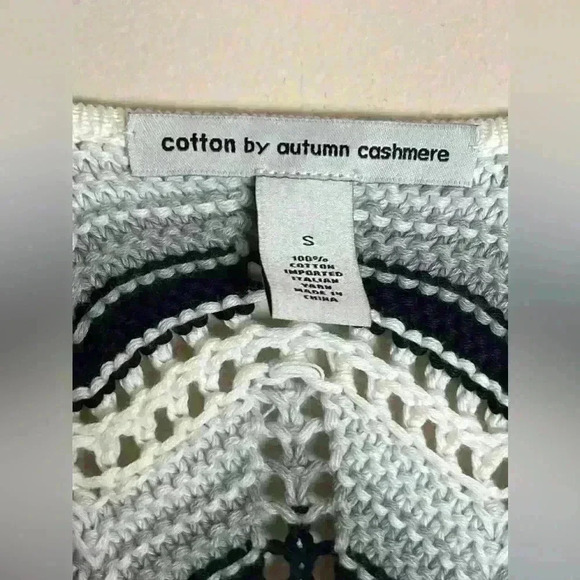 cotton by autumn cashmere
S
100%
COTTON
IMPORTED
ITALIAN
YARN
MADE IN
CHINA